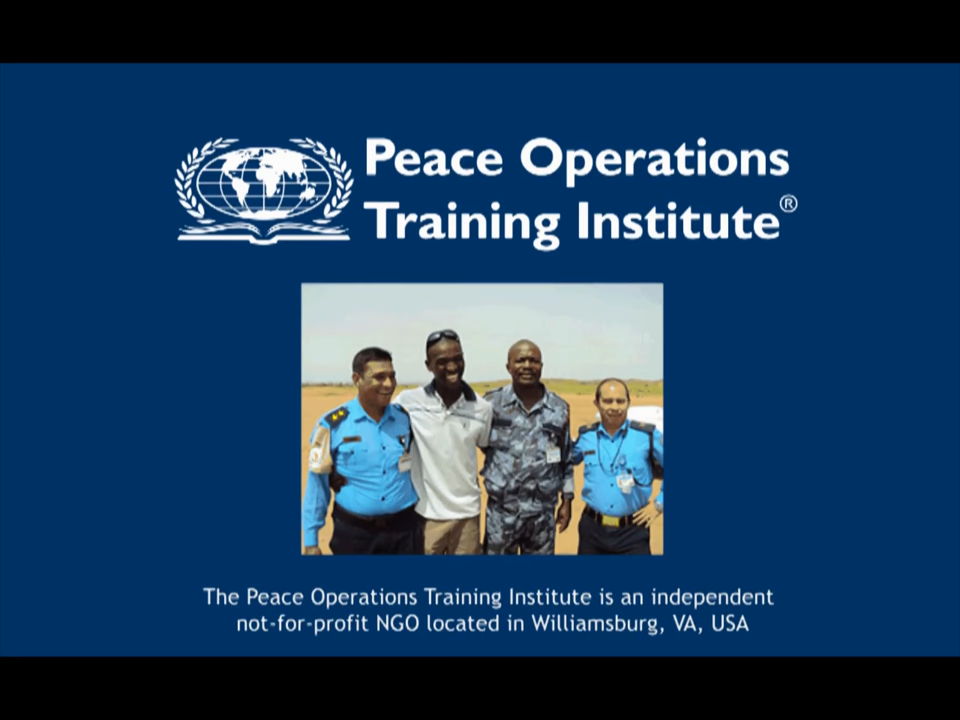 Peace Operations
Training Institute®
The Peace Operations Training Institute is an independent
not-for-profit NGO located in Williamsburg, VA, USA